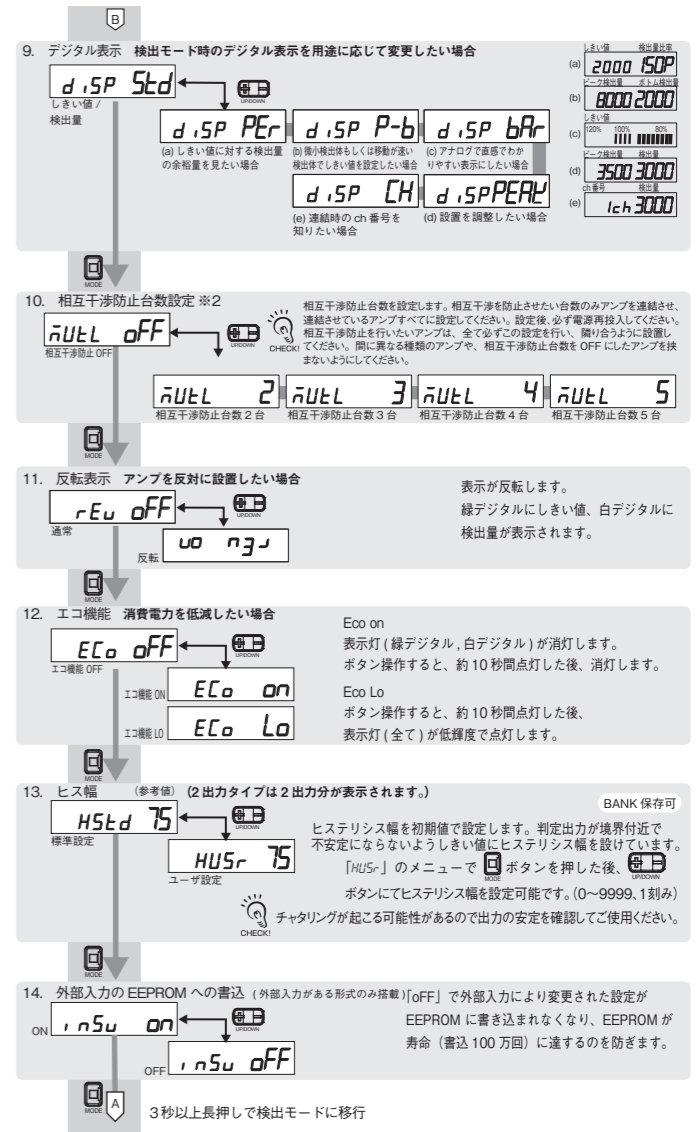 B
9. デジタル表示 検出モード時のデジタル表示を用途に応じて変更したい場合
diSP Std
しきい値 /
検出量
UP/DOWN
diSP PEr
(a) しきい値に対する検出量
の余裕量を見たい場合
diSP P-b
(b) 微小検出体もしくは移動が速い
検出体でしきい値を設定したい場合
diSP bAr
(c) アナログで直感でわか
りやすい表示にしたい場合
diSP CH
(e) 連結時の ch 番号を
知りたい場合
diSPPEAK
(d) 設置を調整したい場合
しきい値 検出量比率
(a) 2000 150P
ピーク検出量 ボトム検出量
(b) 8000 2000
しきい値
(c) 120% 100% 80%
ピーク検出量 検出量
(d) 3500 3000
ch番号 検出量
(e) 1ch 3000
MODE
10. 相互干渉防止台数設定 ※2
MUtL oFF
相互干渉防止 OFF
UP/DOWN
CHECK!
相互干渉防止台数を設定します。相互干渉を防止させたい台数のみアンプを連結させ、
連結させているアンプすべてに設定してください。設定後、必ず電源再投入してください。
相互干渉防止を行いたいアンプは、全て必ずこの設定を行い、隣り合うように設置し
てください。間に異なる種類のアンプや、相互干渉防止台数を OFF にしたアンプを挟
まないようにしてください。
MUtL 2
相互干渉防止台数 2 台
MUtL 3
相互干渉防止台数 3 台
MUtL 4
相互干渉防止台数 4 台
MUtL 5
相互干渉防止台数 5 台
MODE
11. 反転表示 アンプを反対に設置したい場合
rEv oFF
通常
UP/DOWN
反転
rEv on
表示が反転します。
緑デジタルにしきい値、白デジタルに
検出量が表示されます。
MODE
12. エコ機能 消費電力を低減したい場合
ECo oFF
エコ機能 OFF
UP/DOWN
エコ機能 ON ECo on
エコ機能 LO ECo Lo
Eco on
表示灯 ( 緑デジタル , 白デジタル ) が消灯します。
ボタン操作すると、約 10 秒間点灯した後、消灯します。
Eco Lo
ボタン操作すると、約 10 秒間点灯した後、
表示灯 ( 全て ) が低輝度で点灯します。
MODE
13. ヒス幅 (参考値) (2 出力タイプは 2 出力分が表示されます。)
BANK 保存可
HStd 75
標準設定
UP/DOWN
HUSr 75
ユーザ設定
ヒステリシス幅を初期値で設定します。判定出力が境界付近で
不安定にならないようしきい値にヒステリシス幅を設けています。
「HUSr」のメニューで MODE ボタンを押した後、 UP/DOWN
ボタンにてヒステリシス幅を設定可能です。(0～9999、1刻み)
CHECK!
チャタリングが起こる可能性があるので出力の安定を確認してご使用ください。
MODE
14. 外部入力の EEPROM への書込 ( 外部入力がある形式のみ搭載 )
ON inSv on
UP/DOWN
OFF inSv oFF
「oFF」で外部入力により変更された設定が
EEPROM に書き込まれなくなり、EEPROM が
寿命（書込 100 万回）に達するのを防ぎます。
MODE
A
3 秒以上長押しで検出モードに移行